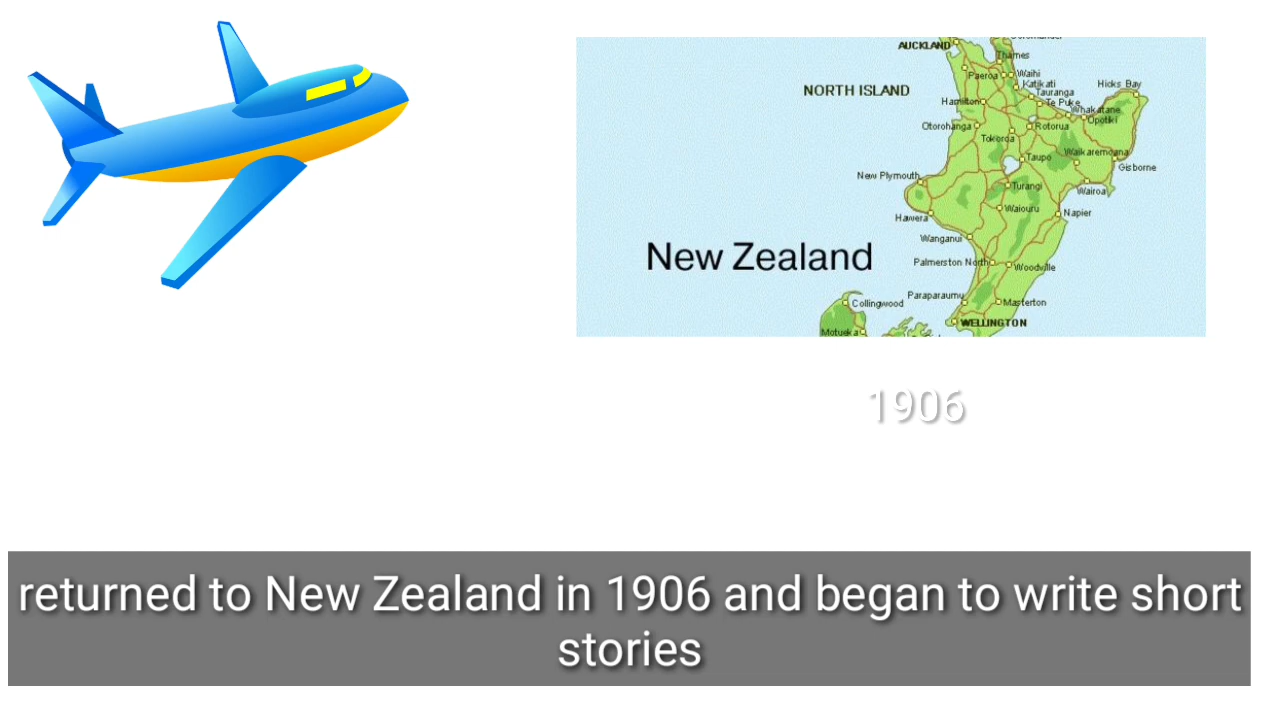 AUCKLAND
Thames
Paeroa
Waihi
Katikati
NORTH ISLAND
Tauranga
Hicks Bay
Hamilton
Te Puke
Whakatane
Opotiki
Otorohanga
Rotorua
Tokoroa
Waikaremoana
Taupo
Gisborne
New Plymouth
Turangi
Wairoa
Waiouru
Napier
Hawera
Wanganui
New Zealand
Palmerston North
Woodville
Paraparaumu
Collingwood
Masterton
WELLINGTON
Motueka
1906
returned to New Zealand in 1906 and began to write short
stories